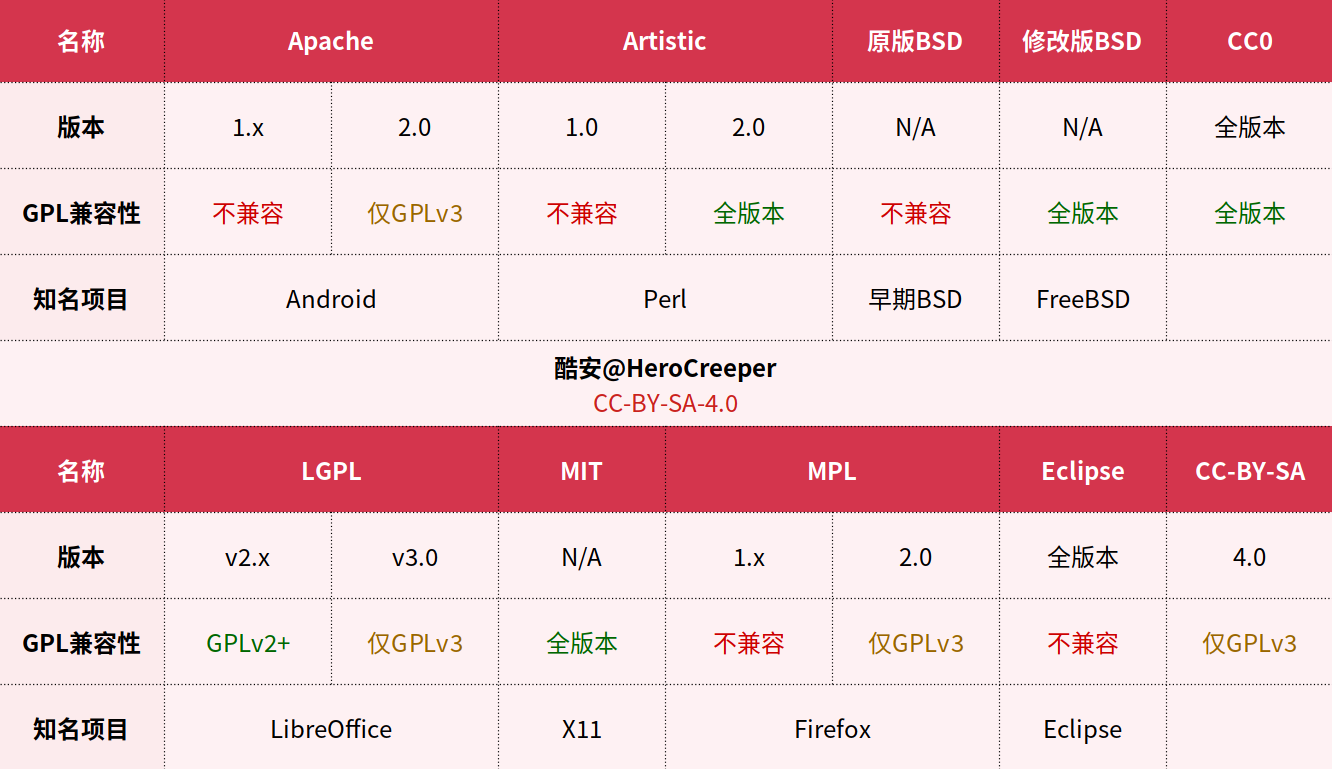 名称 Apache Artistic 原版BSD 修改版BSD CC0
版本 1.x 2.0 1.0 2.0 N/A N/A 全版本
GPL兼容性 不兼容 仅GPLv3 不兼容 全版本 不兼容 全版本 全版本
知名项目 Android Perl 早期BSD FreeBSD
酷安@HeroCreeper
CC-BY-SA-4.0
名称 LGPL MIT MPL Eclipse CC-BY-SA
版本 v2.x v3.0 N/A 1.x 2.0 全版本 4.0
GPL兼容性 GPLv2+ 仅GPLv3 全版本 不兼容 仅GPLv3 不兼容 仅GPLv3
知名项目 LibreOffice X11 Firefox Eclipse